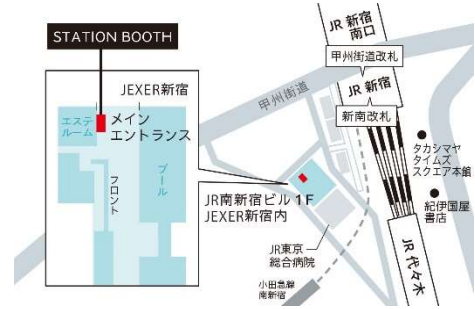 STATION BOOTH
JEXER新宿
エステ
ルーム
メイン
エントランス
フロント
プール
JR 新宿
南口
甲州街道改札
甲州街道
JR 新宿
新南改札
タカシマヤ
タイムズ
スクエア本館
紀伊国屋
書店
JR南新宿ビル 1F
JEXER新宿内
JR東京
総合病院
小田急線
南新宿
JR 代々木